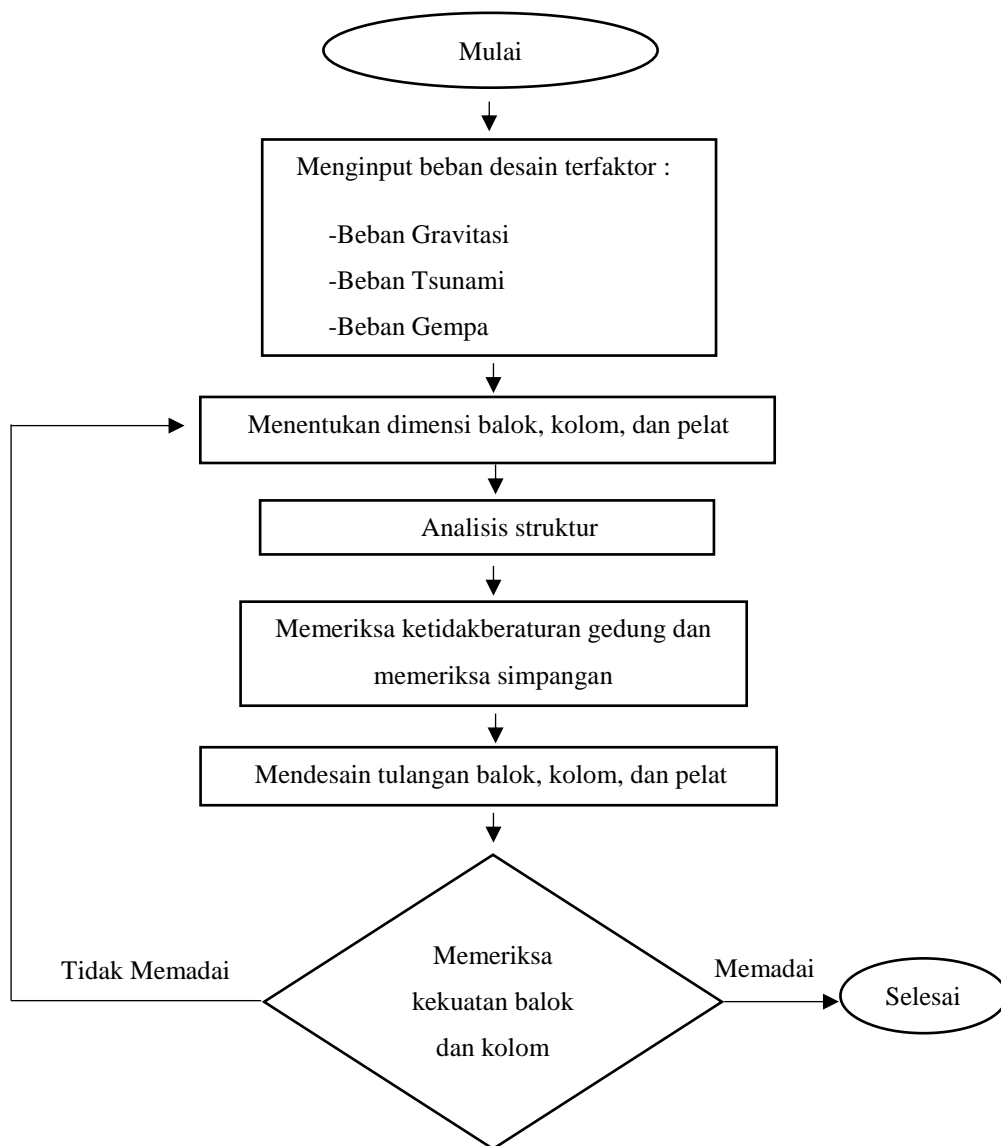 Mulai
Menginput beban desain terfaktor :
-Beban Gravitasi
-Beban Tsunami
-Beban Gempa
Menentukan dimensi balok, kolom, dan pelat
Analisis struktur
Memeriksa ketidakberaturan gedung dan
memeriksa simpangan
Mendesain tulangan balok, kolom, dan pelat
Tidak Memadai
Memeriksa
kekuatan balok
dan kolom
Memadai
Selesai